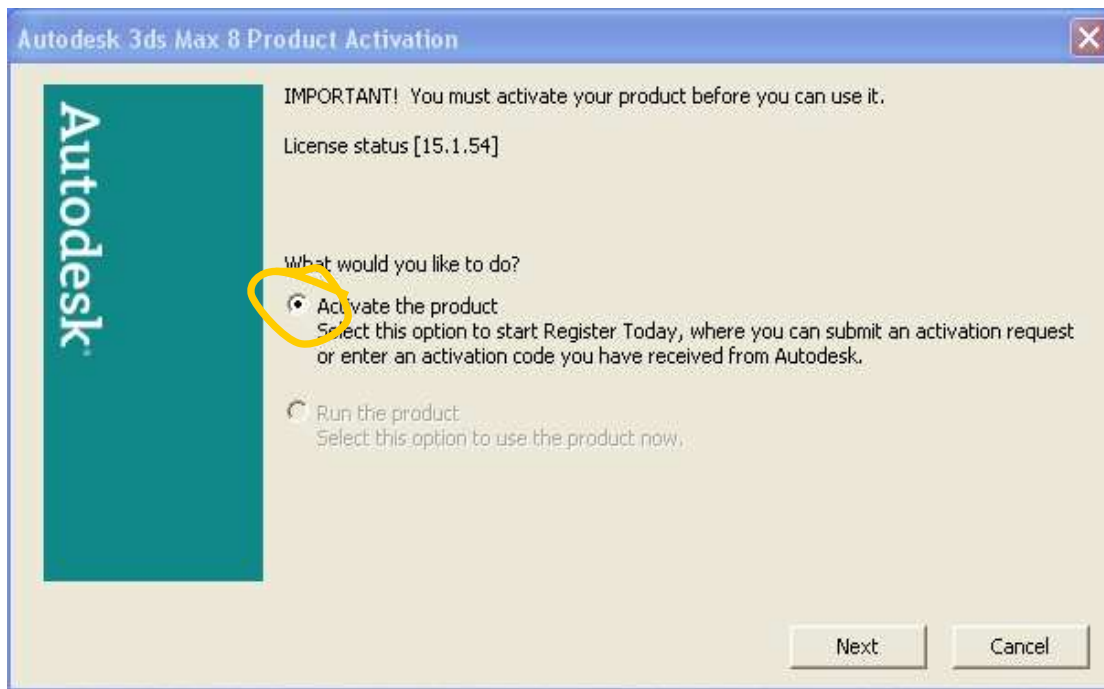 Autodesk 3ds Max 8 Product Activation
Autodesk
IMPORTANT! You must activate your product before you can use it.
License status [15.1.54]
What would you like to do?
Activate the product
Select this option to start Register Today, where you can submit an activation request
or enter an activation code you have received from Autodesk.
Run the product
Select this option to use the product now.
Next
Cancel